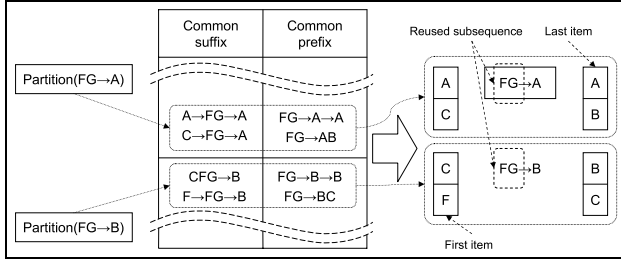 Common
suffix
Common
prefix
Reused subsequence
Last item
Partition(FG→A)
A→FG→A
C→FG→A
FG→A→A
FG→AB
A
C
FG→A
A
B
CFG→B
F→FG→B
FG→B→B
FG→BC
C
F
FG→B
B
C
Partition(FG→B)
First item